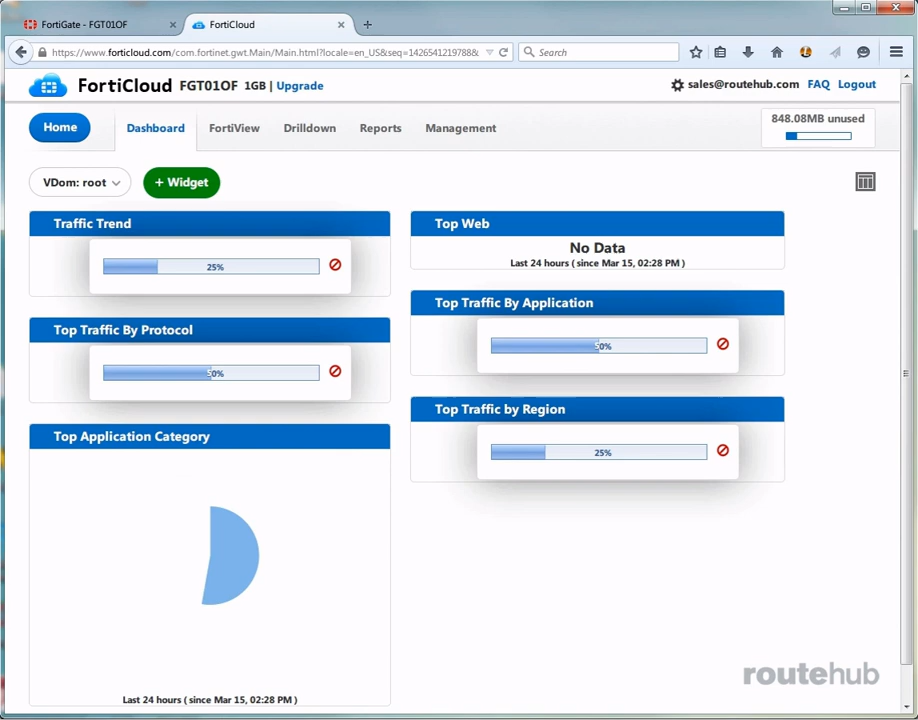 FortiGate - FGT01OF
FortiCloud
https://www.forticloud.com/com.fortinet.gwt.Main/Main.html?locale=en_US&seq=1426541219788&
Search
FortiCloud FGT01OF 1GB | Upgrade
sales@routehub.com FAQ Logout
Home
Dashboard
FortiView
Drilldown
Reports
Management
848.08MB unused
VDom: root
+ Widget
Traffic Trend
25%
Top Web
No Data
Last 24 hours ( since Mar 15, 02:28 PM )
Top Traffic By Application
50%
Top Traffic By Protocol
50%
Top Traffic by Region
25%
Top Application Category
Last 24 hours ( since Mar 15, 02:28 PM )
routehub